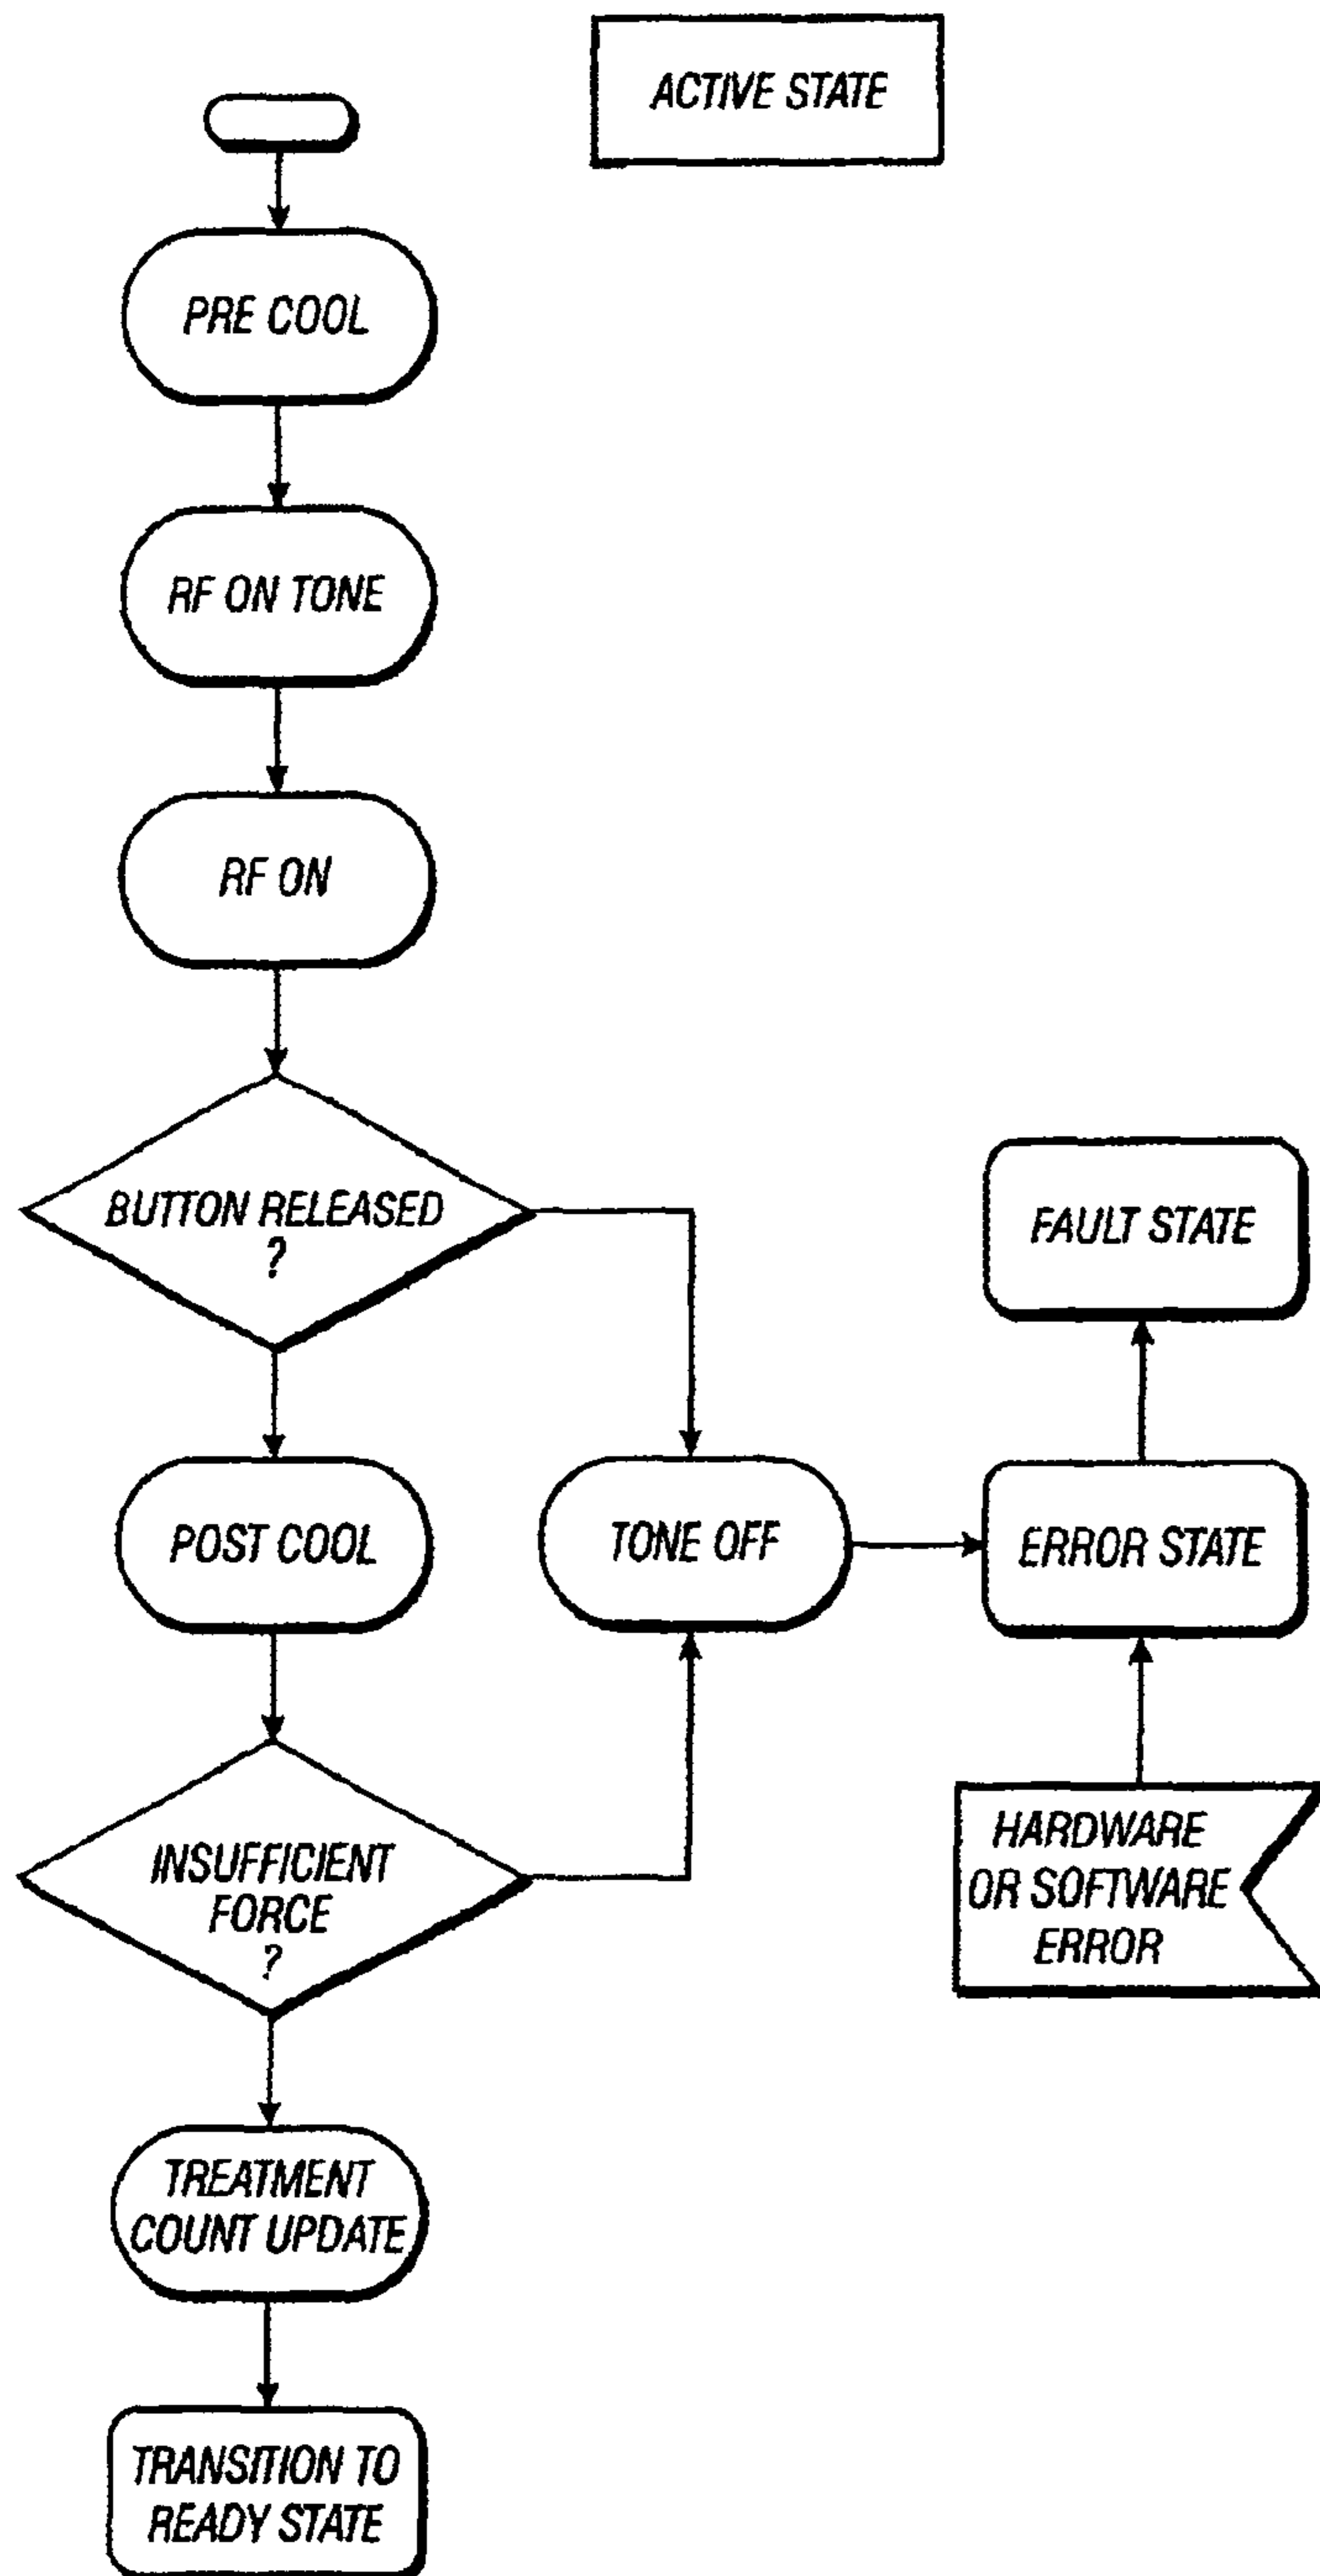 ACTIVE STATE
PRE COOL
RF ON TONE
RF ON
BUTTON RELEASED
?
FAULT STATE
POST COOL
TONE OFF
ERROR STATE
INSUFFICIENT
FORCE
?
HARDWARE
OR SOFTWARE
ERROR
TREATMENT
COUNT UPDATE
TRANSITION TO
READY STATE